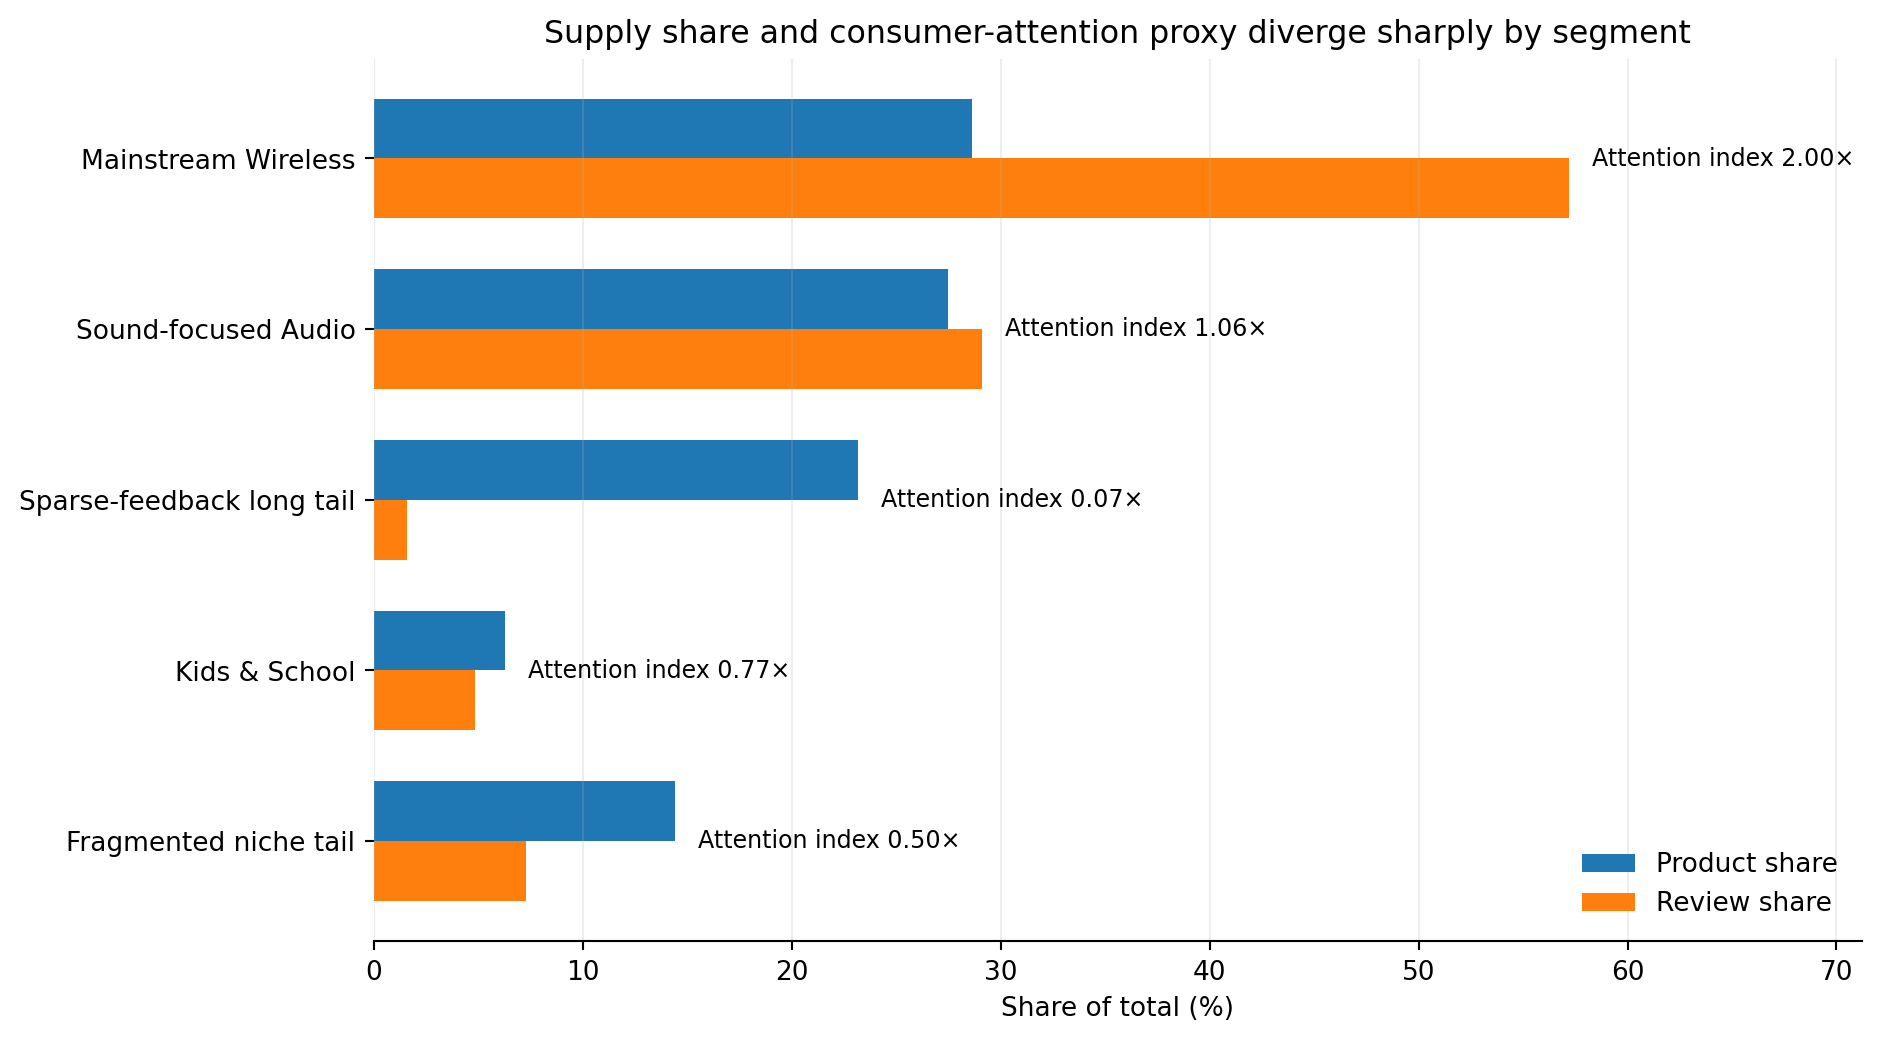 Supply share and consumer-attention proxy diverge sharply by segment
Mainstream Wireless
Attention index 2.00×
Sound-focused Audio
Attention index 1.06×
Sparse-feedback long tail
Attention index 0.07×
Kids & School
Attention index 0.77×
Fragmented niche tail
Attention index 0.50×
Product share
Review share
0 10 20 30 40 50 60 70
Share of total (%)